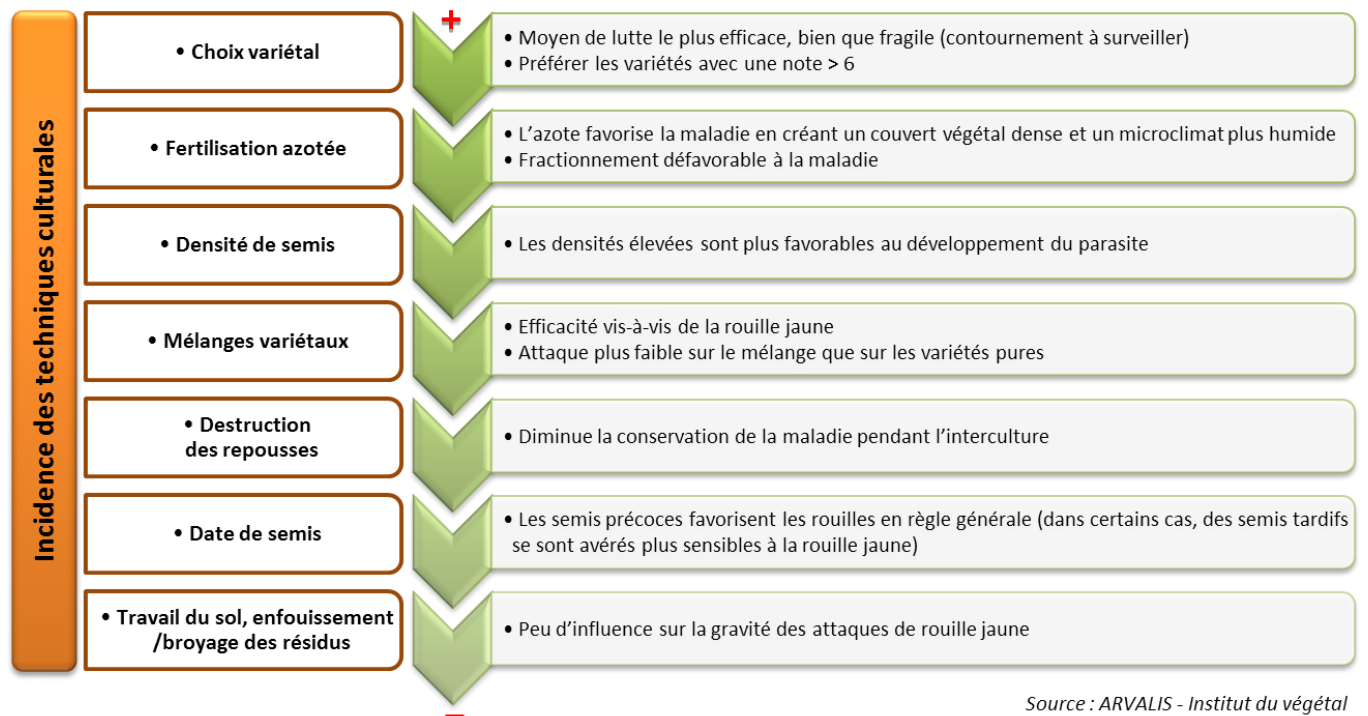 Incidence des techniques culturales
+
• Choix variétal
• Moyen de lutte le plus efficace, bien que fragile (contournement à surveiller)
• Préférer les variétés avec une note > 6
• Fertilisation azotée
• L'azote favorise la maladie en créant un couvert végétal dense et un microclimat plus humide
• Fractionnement défavorable à la maladie
• Densité de semis
• Les densités élevées sont plus favorables au développement du parasite
• Mélanges variétaux
• Efficacité vis-à-vis de la rouille jaune
• Attaque plus faible sur le mélange que sur les variétés pures
• Destruction
des repousses
• Diminue la conservation de la maladie pendant l'interculture
• Date de semis
• Les semis précoces favorisent les rouilles en règle générale (dans certains cas, des semis tardifs
se sont avérés plus sensibles à la rouille jaune)
• Travail du sol, enfouissement
/broyage des résidus
• Peu d'influence sur la gravité des attaques de rouille jaune
–
Source : ARVALIS - Institut du végétal